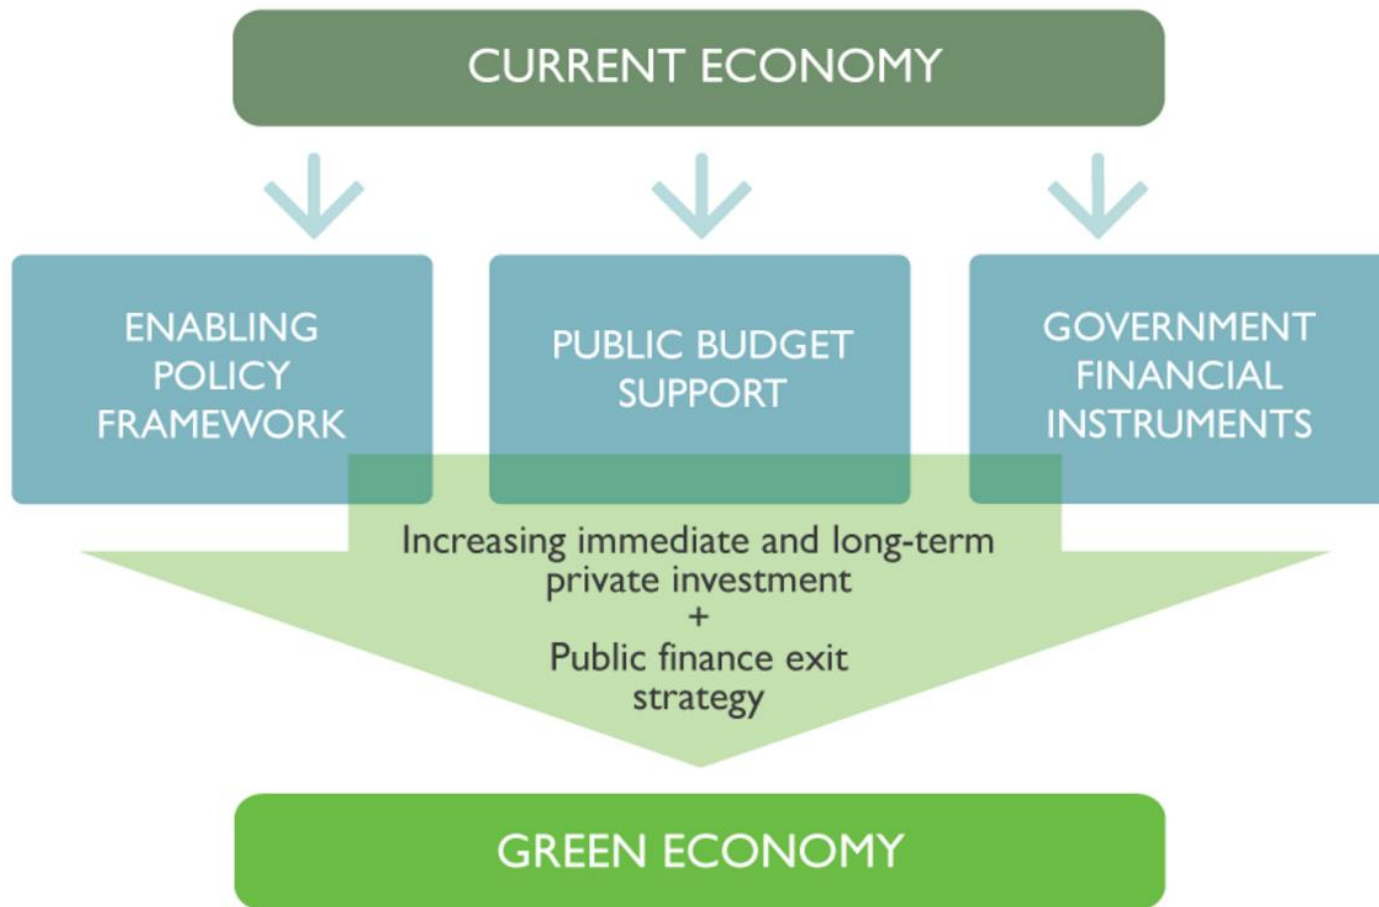 CURRENT ECONOMY
ENABLING
POLICY
FRAMEWORK
PUBLIC BUDGET
SUPPORT
GOVERNMENT
FINANCIAL
INSTRUMENTS
Increasing immediate and long-term
private investment
+
Public finance exit
strategy
GREEN ECONOMY